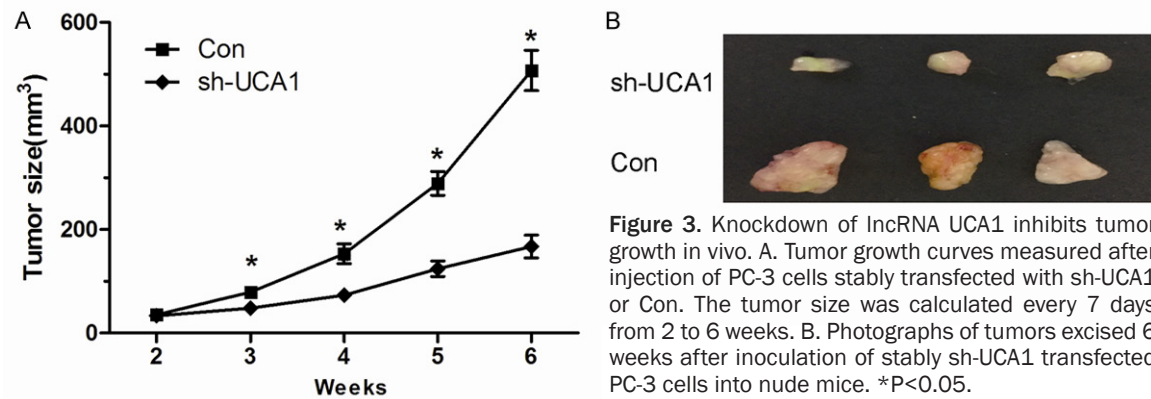 A
600
400
200
0
Tumor size(mm³)
Con
sh-UCA1
*
*
*
*
2 3 4 5 6
Weeks
B
sh-UCA1
Con
Figure 3. Knockdown of lncRNA UCA1 inhibits tumor
growth in vivo. A. Tumor growth curves measured after
injection of PC-3 cells stably transfected with sh-UCA1
or Con. The tumor size was calculated every 7 days
from 2 to 6 weeks. B. Photographs of tumors excised 6
weeks after inoculation of stably sh-UCA1 transfected
PC-3 cells into nude mice. *P<0.05.